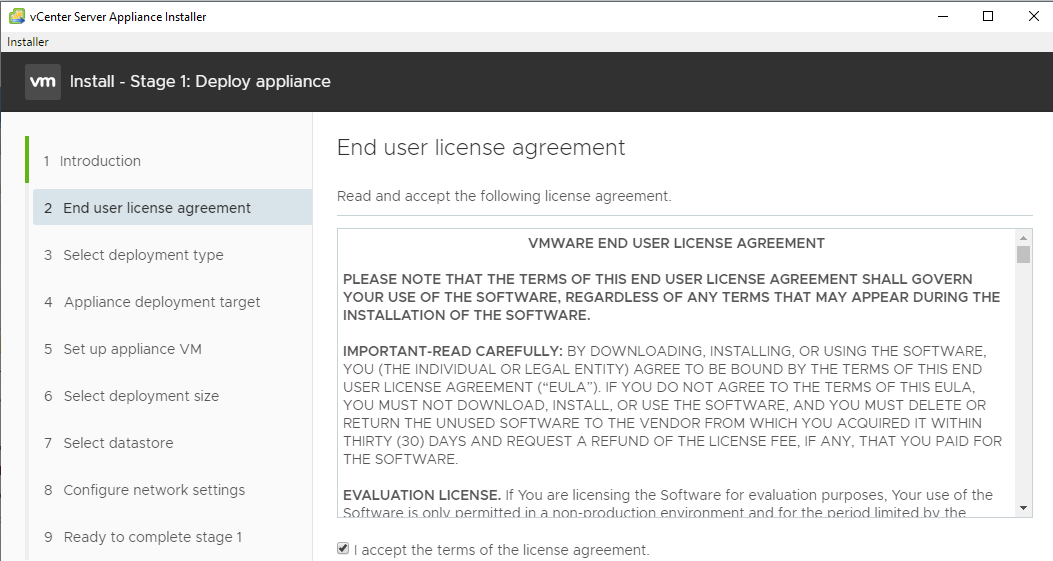 vCenter Server Appliance Installer
Installer
vm Install - Stage 1: Deploy appliance
1 Introduction
2 End user license agreement
3 Select deployment type
4 Appliance deployment target
5 Set up appliance VM
6 Select deployment size
7 Select datastore
8 Configure network settings
9 Ready to complete stage 1
End user license agreement
Read and accept the following license agreement.
VMWARE END USER LICENSE AGREEMENT
PLEASE NOTE THAT THE TERMS OF THIS END USER LICENSE AGREEMENT SHALL GOVERN
YOUR USE OF THE SOFTWARE, REGARDLESS OF ANY TERMS THAT MAY APPEAR DURING THE
INSTALLATION OF THE SOFTWARE.
IMPORTANT-READ CAREFULLY: BY DOWNLOADING, INSTALLING, OR USING THE SOFTWARE,
YOU (THE INDIVIDUAL OR LEGAL ENTITY) AGREE TO BE BOUND BY THE TERMS OF THIS END
USER LICENSE AGREEMENT (“EULA”). IF YOU DO NOT AGREE TO THE TERMS OF THIS EULA,
YOU MUST NOT DOWNLOAD, INSTALL, OR USE THE SOFTWARE, AND YOU MUST DELETE OR
RETURN THE UNUSED SOFTWARE TO THE VENDOR FROM WHICH YOU ACQUIRED IT WITHIN
THIRTY (30) DAYS AND REQUEST A REFUND OF THE LICENSE FEE, IF ANY, THAT YOU PAID FOR
THE SOFTWARE.
EVALUATION LICENSE. If You are licensing the Software for evaluation purposes, Your use of the
Software is only permitted in a non-production environment and for the period limited by the
I accept the terms of the license agreement.